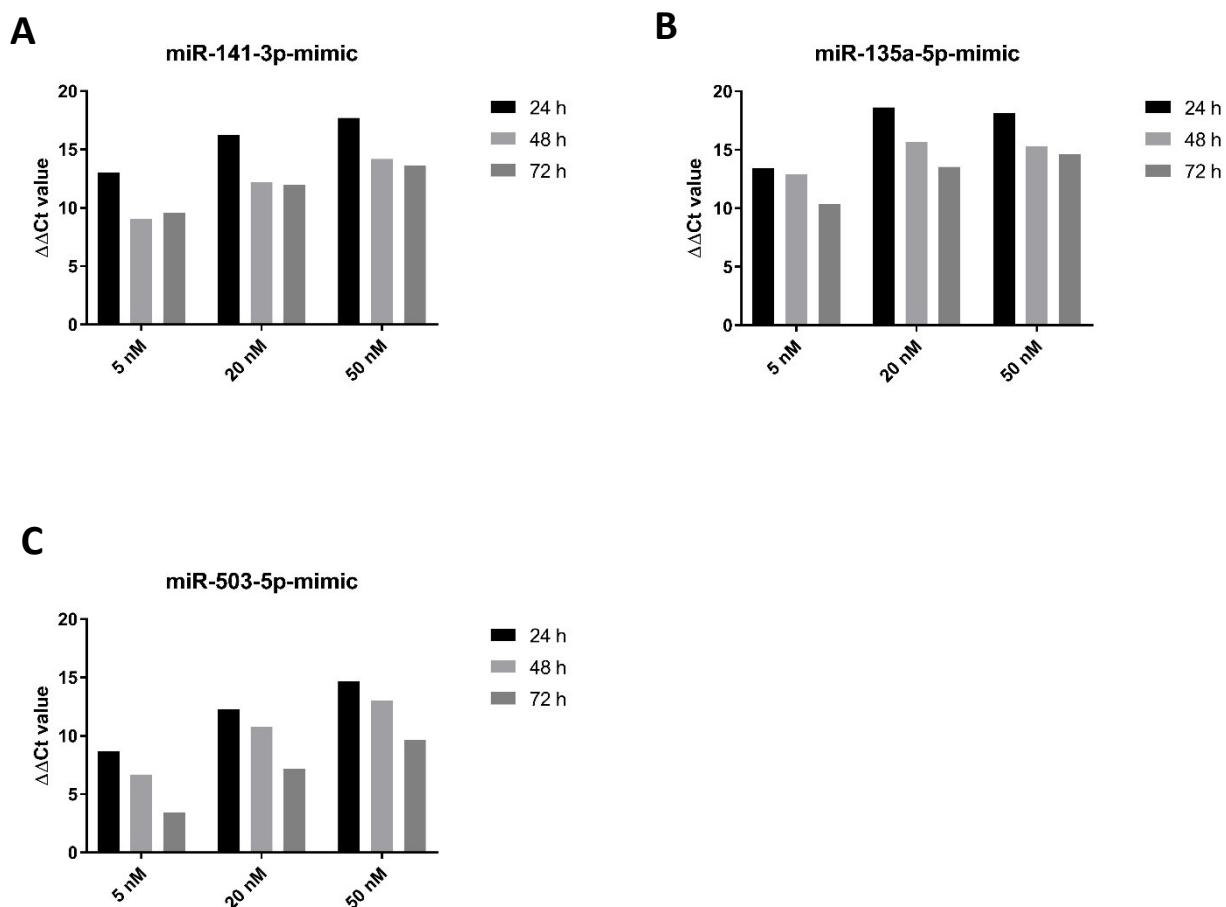 A
miR-141-3p-mimic
20
15
10
5
0
ΔΔCt value
5 nM
20 nM
50 nM
24 h
48 h
72 h
B
miR-135a-5p-mimic
20
15
10
5
0
ΔΔCt value
5 nM
20 nM
50 nM
24 h
48 h
72 h
C
miR-503-5p-mimic
20
15
10
5
0
ΔΔCt value
5 nM
20 nM
50 nM
24 h
48 h
72 h